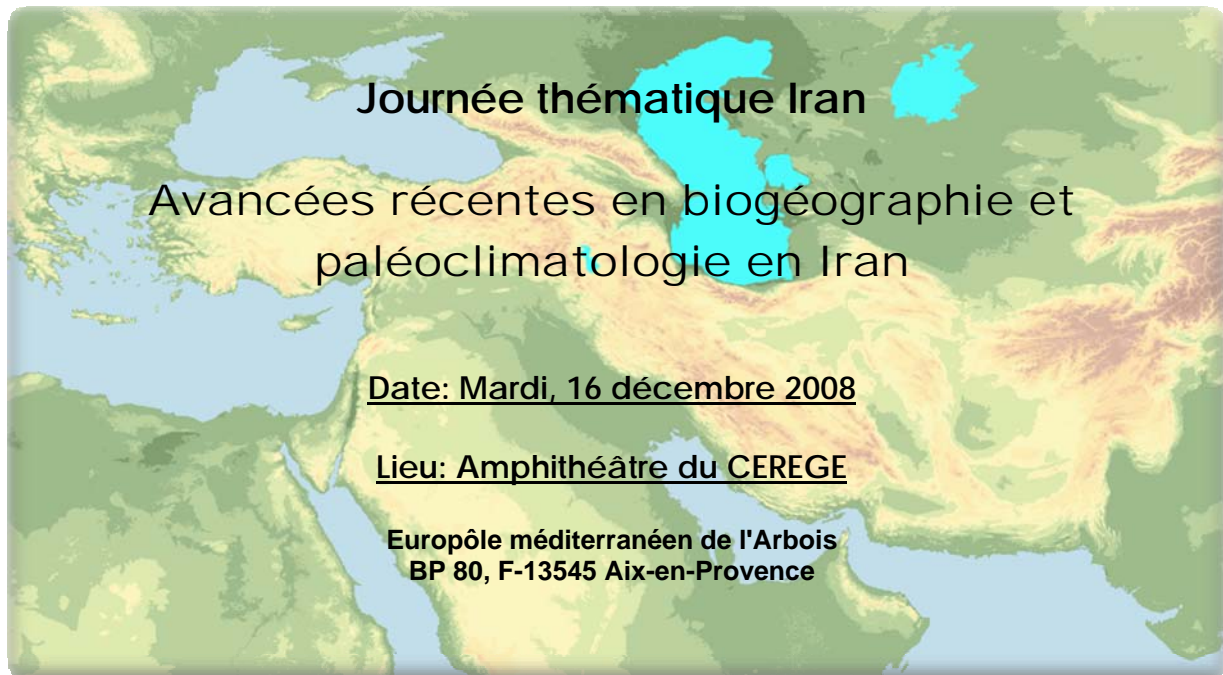 Journée thématique Iran
Avancées récentes en biogéographie et
paléoclimatologie en Iran
Date: Mardi, 16 décembre 2008
Lieu: Amphithéâtre du CEREGE
Europôle méditerranéen de l'Arbois
BP 80, F-13545 Aix-en-Provence